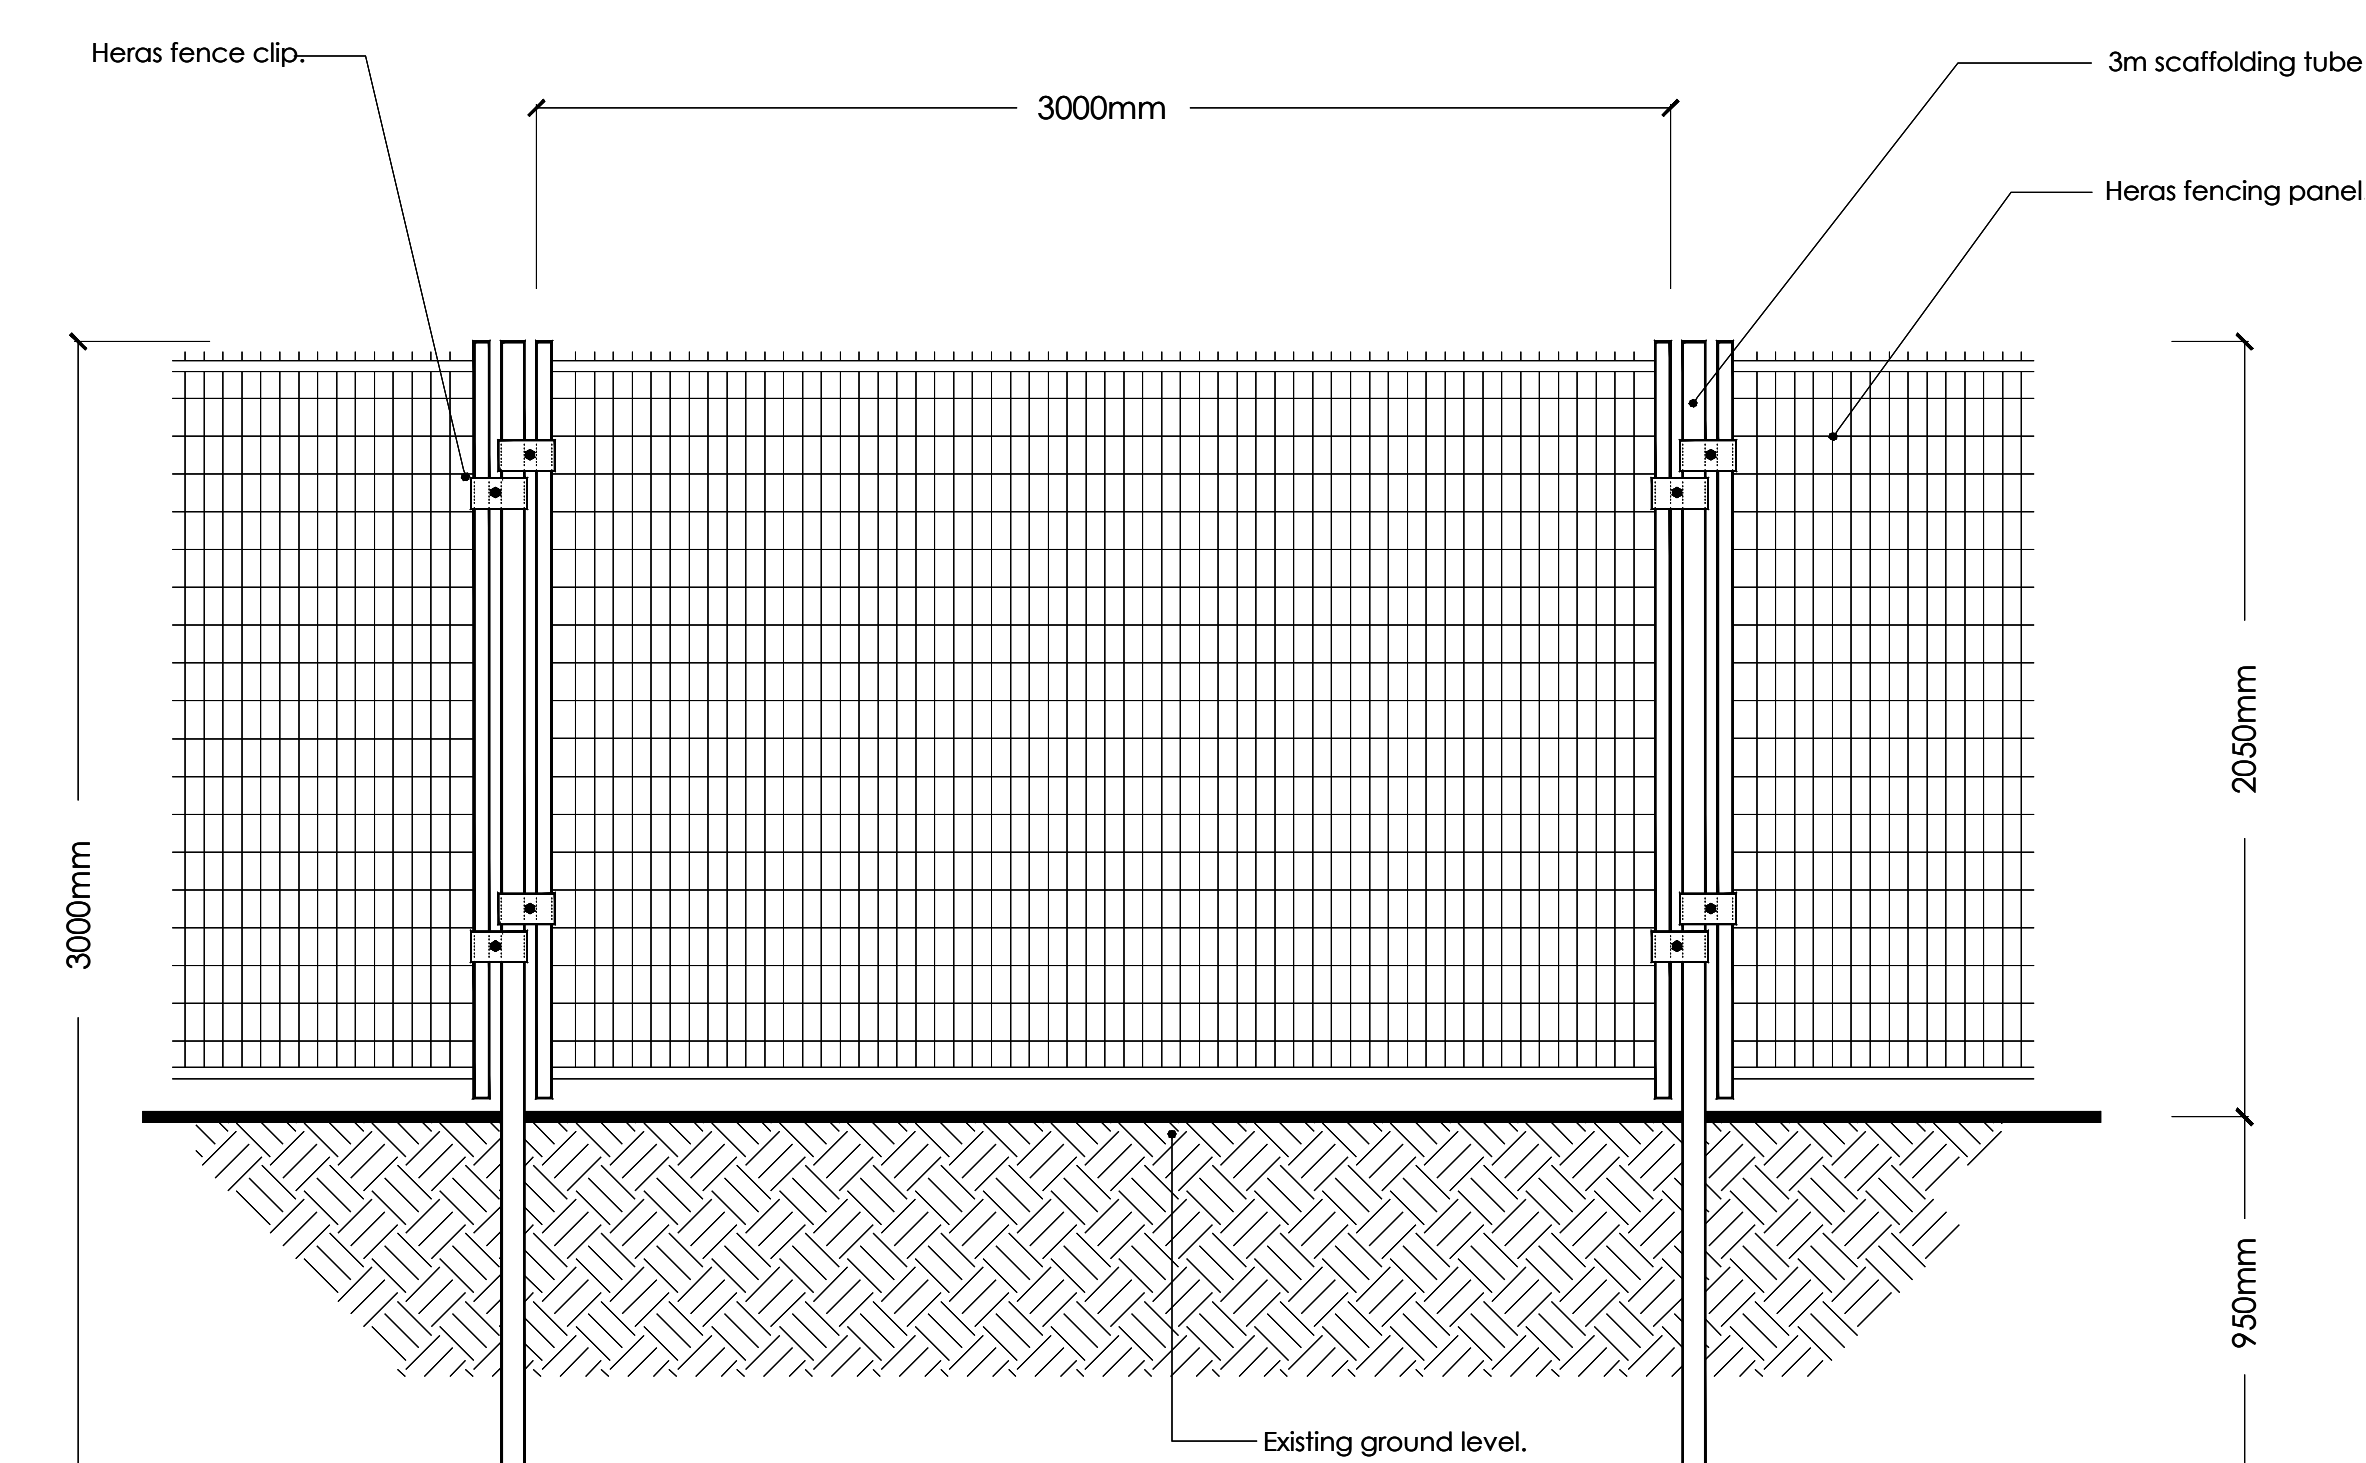 Heras fence clip.
3m scaffolding tube
3000mm
Heras fencing panel
2050mm
3000mm
950mm
Existing ground level.